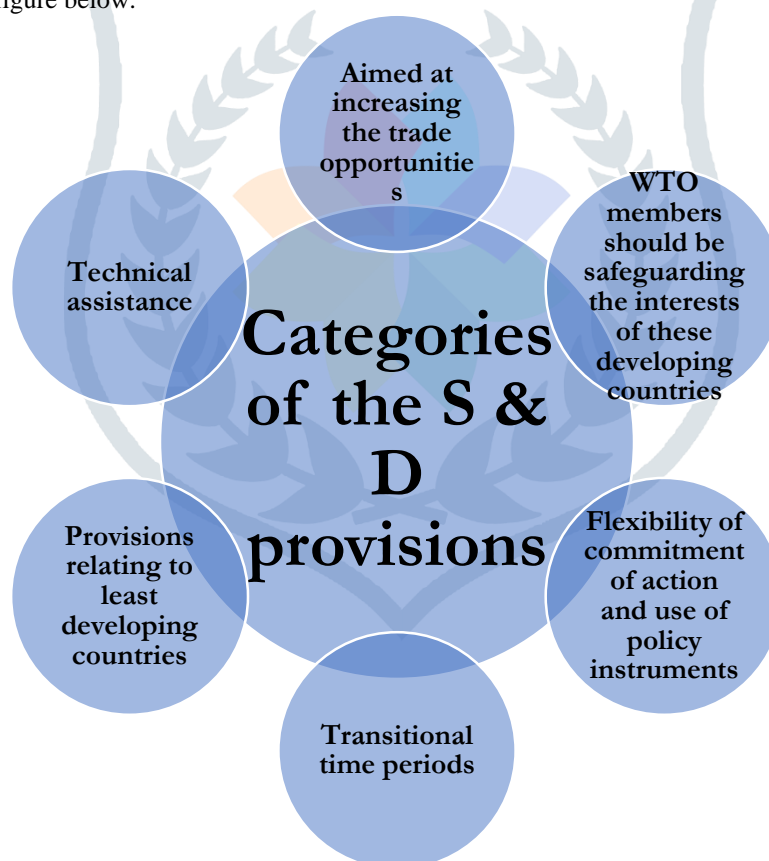 figure below.
Aimed at
increasing
the trade
opportunitie
s
WTO
members
should be
safeguarding
the interests
of these
developing
countries
Flexibility of
commitment
of action
and use of
policy
instruments
Transitional
time periods
Provisions
relating to
least
developing
countries
Technical
assistance
Categories
of the S &
D
provisions